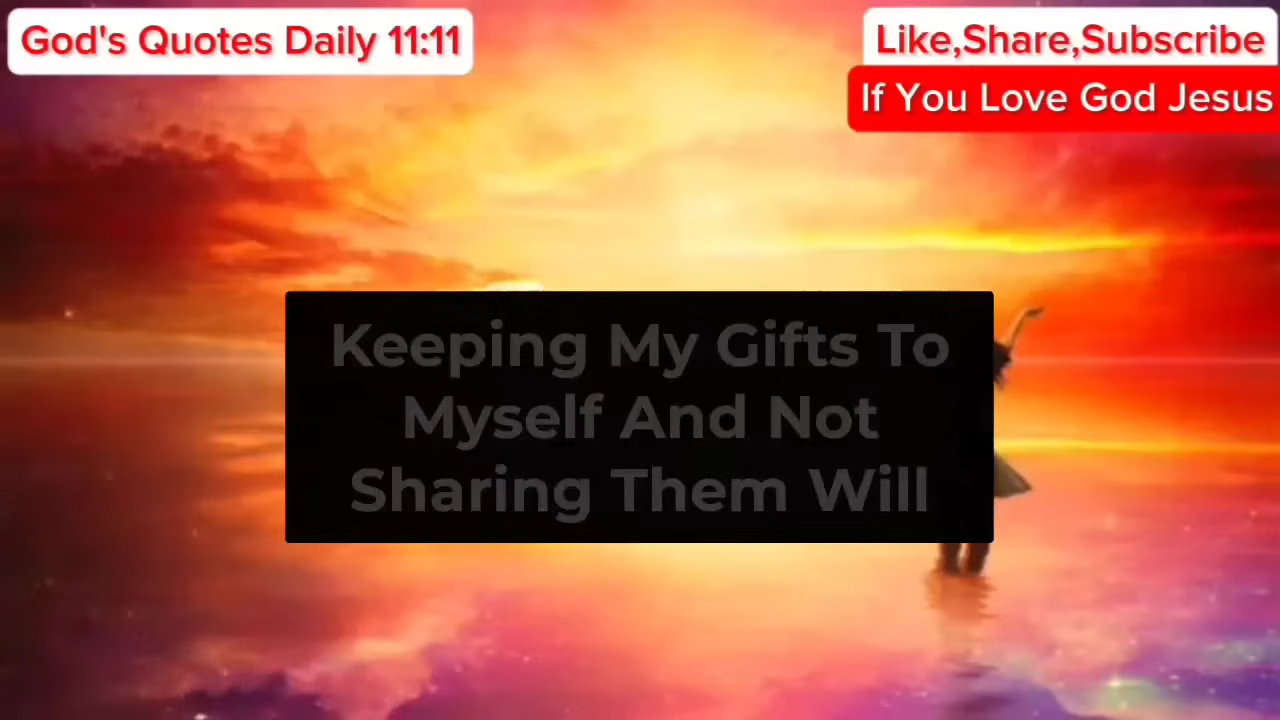 God's Quotes Daily 11:11
Like,Share,Subscribe
If You Love God Jesus
Keeping My Gifts To
Myself And Not
Sharing Them Will